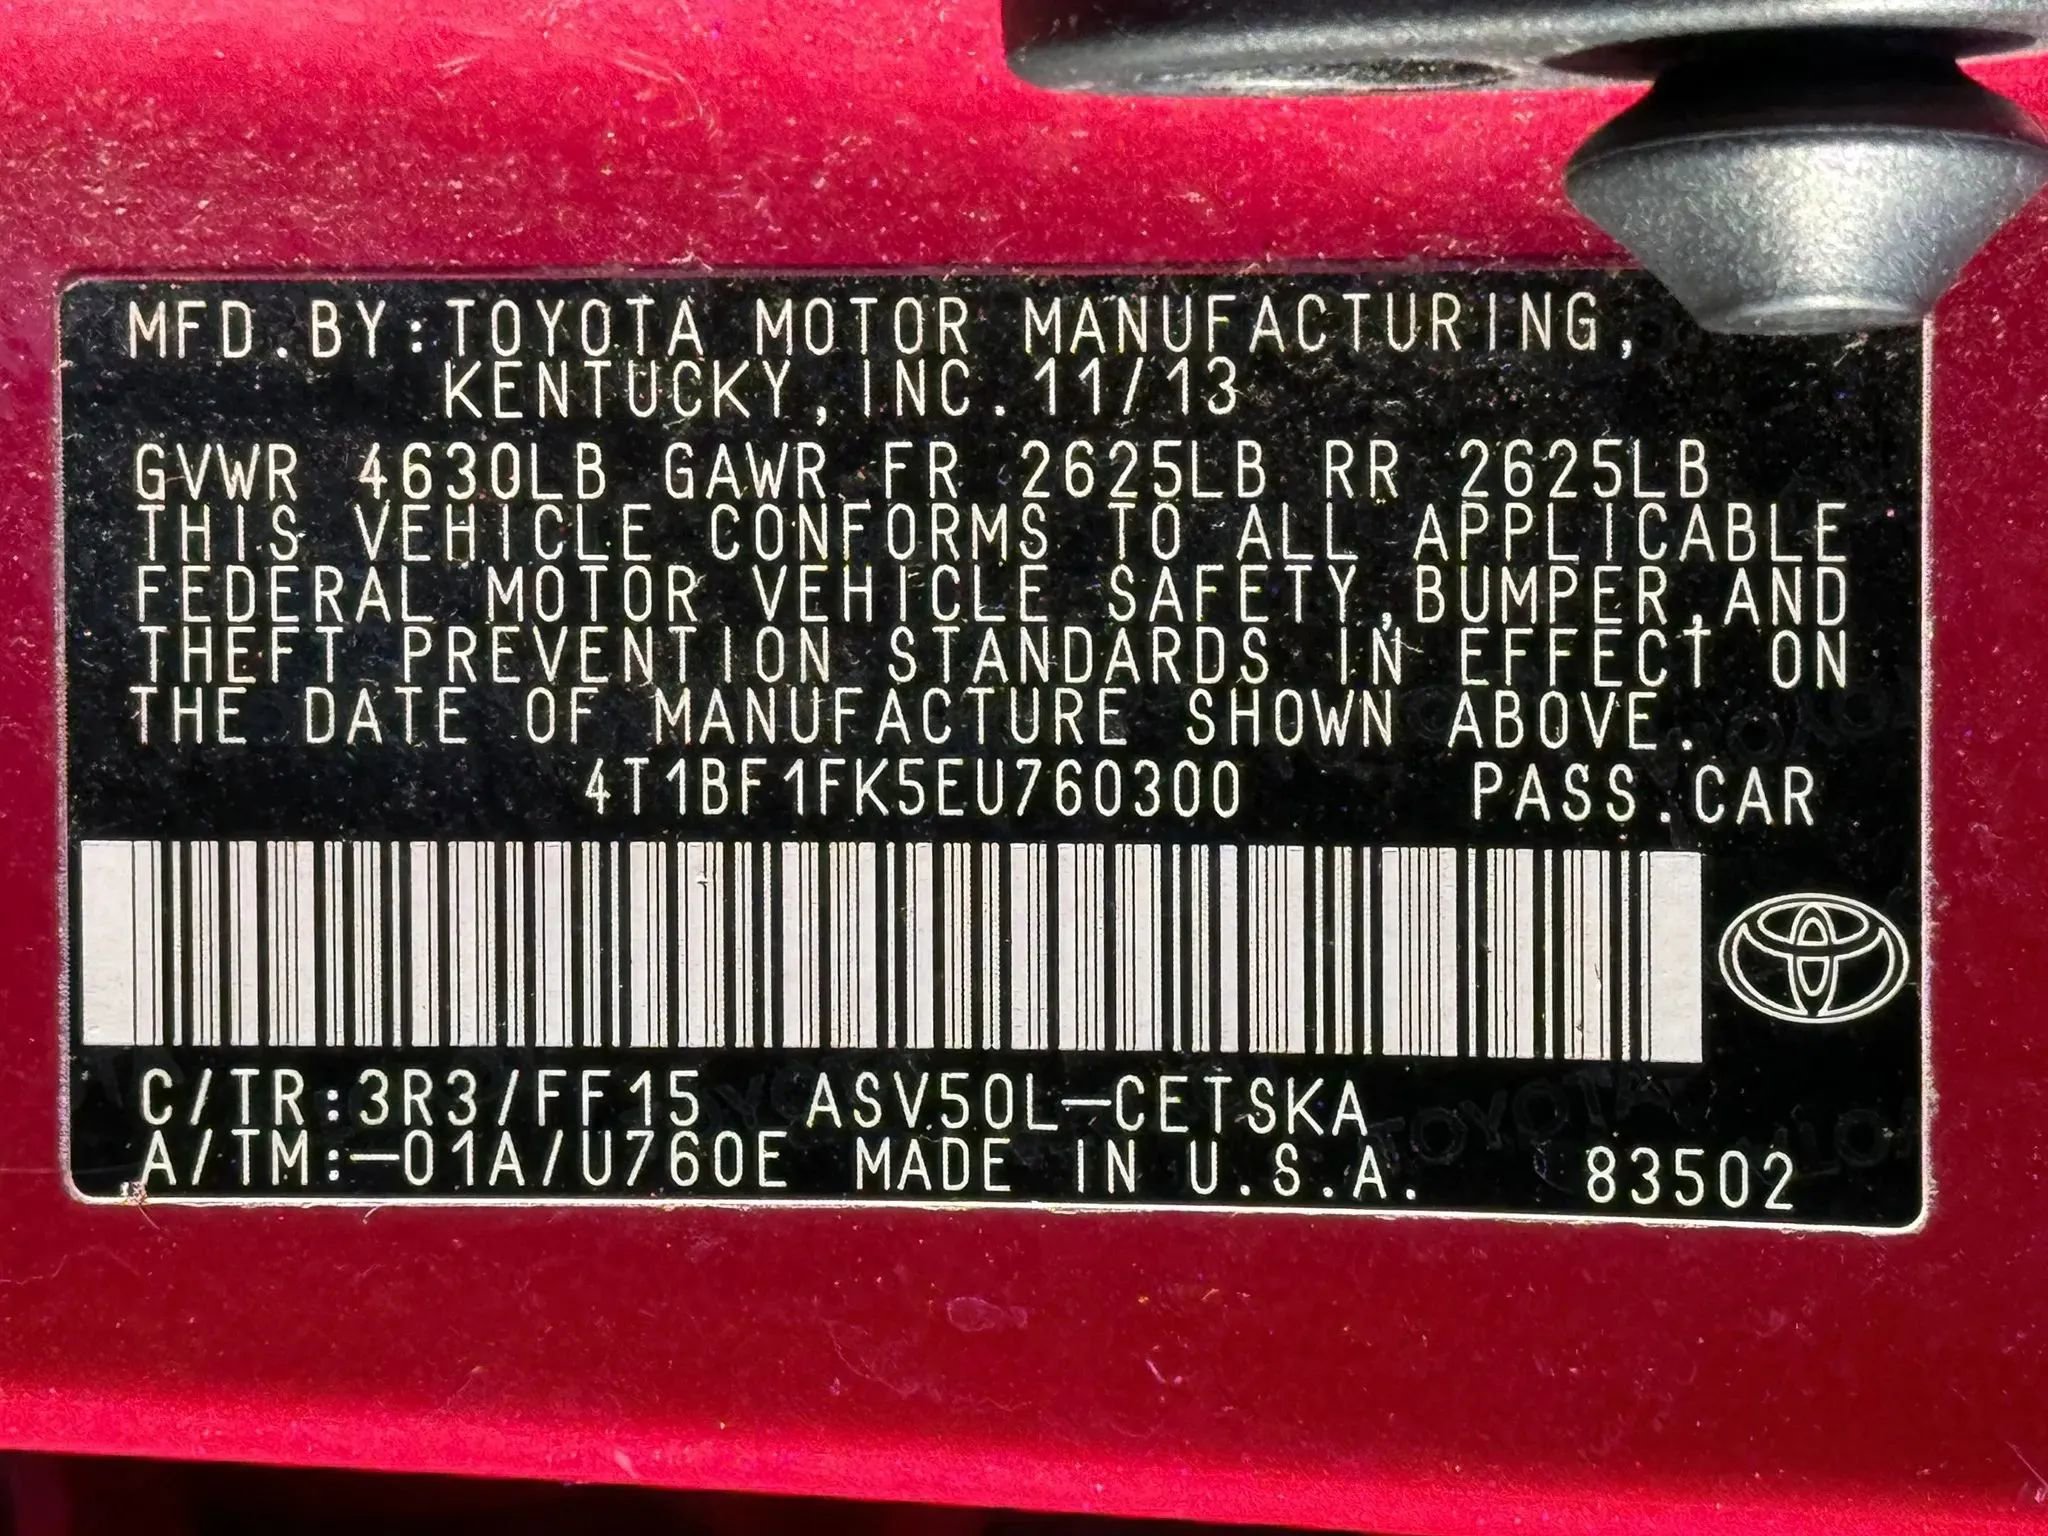 MFD.BY:TOYOTA MOTOR MANUFACTURING,
KENTUCKY,INC.11/13
GVWR 4630LB GAWR FR 2625LB RR 2625LB
THIS VEHICLE CONFORMS TO ALL APPLICABLE
FEDERAL MOTOR VEHICLE SAFETY,BUMPER,AND
THEFT PREVENTION STANDARDS IN EFFECT ON
THE DATE OF MANUFACTURE SHOWN ABOVE.
4T1BF1FK5EU760300 PASS.CAR
C/TR:3R3/FF15 ASV50L-CETSKA
A/TM:-01A/U760E MADE IN U.S.A. 83502